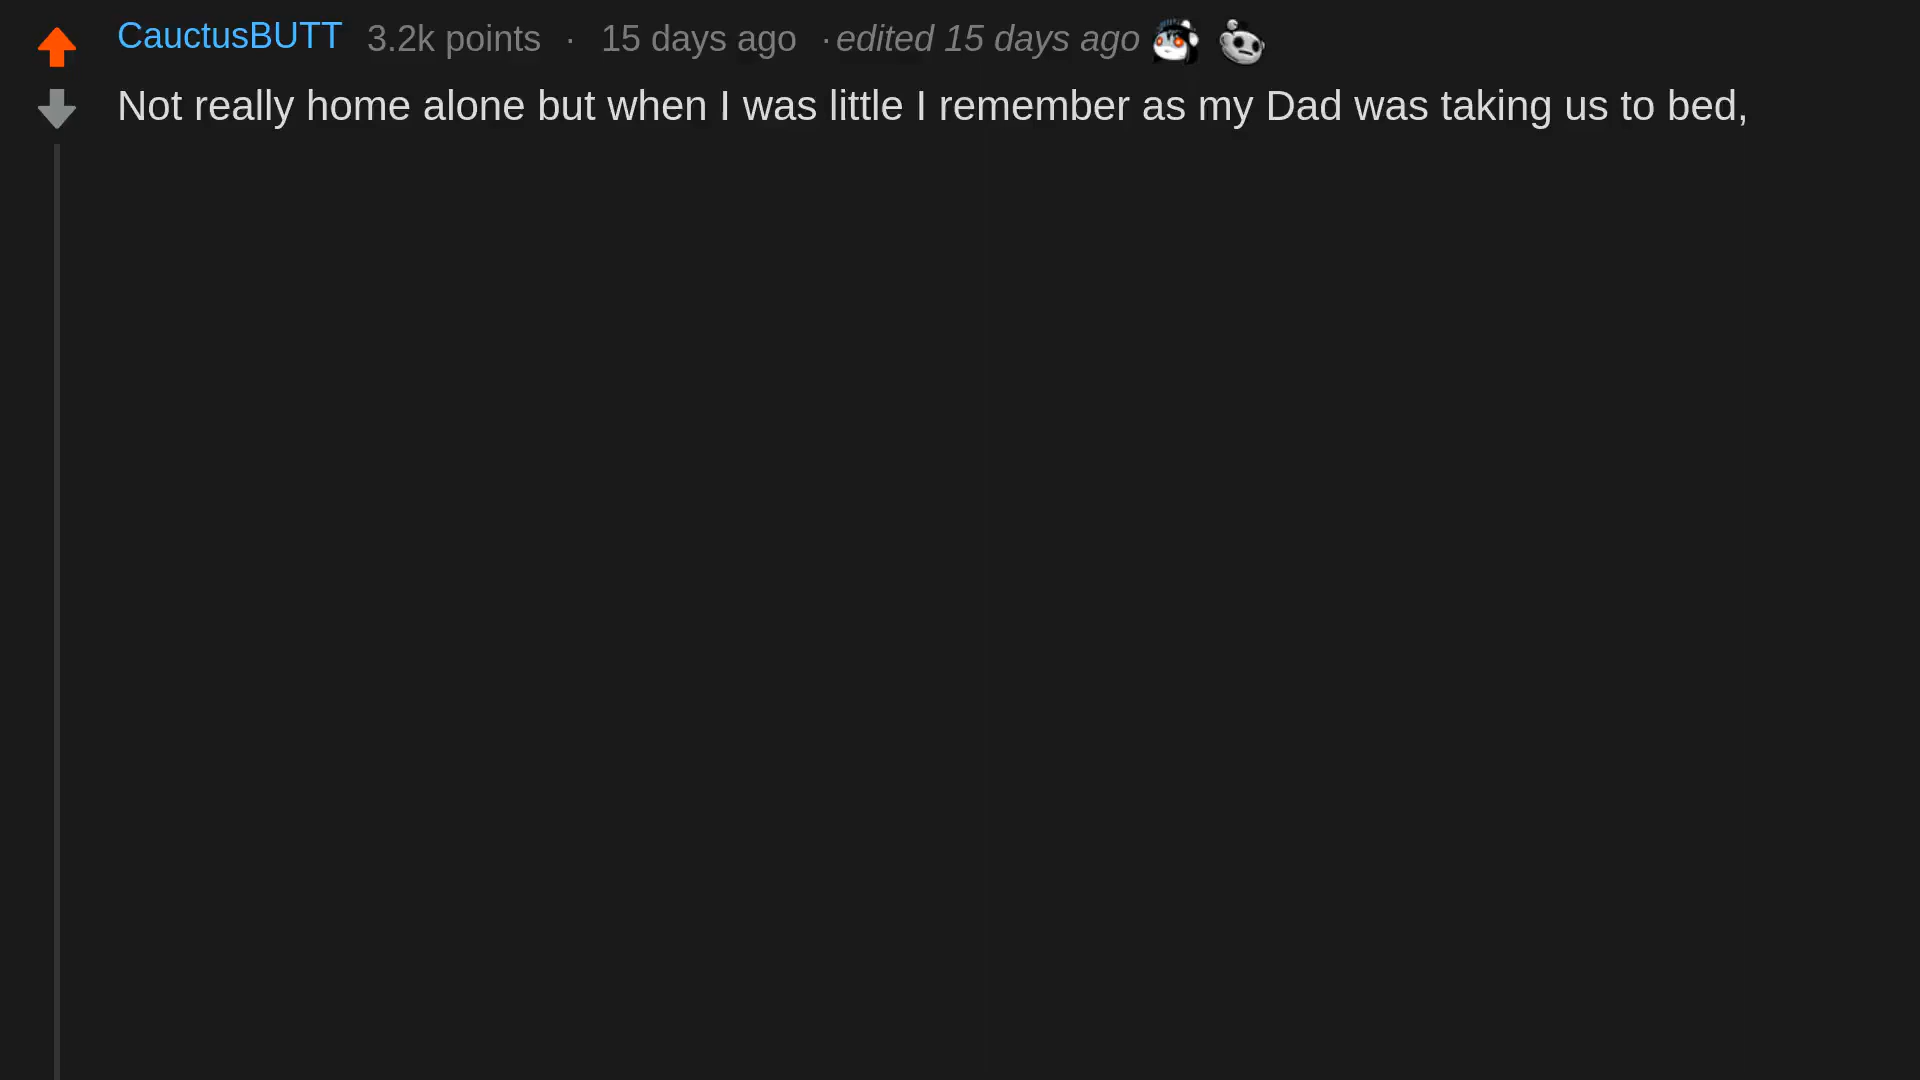 CauctusBUTT 3.2k points · 15 days ago · edited 15 days ago
Not really home alone but when I was little I remember as my Dad was taking us to bed,